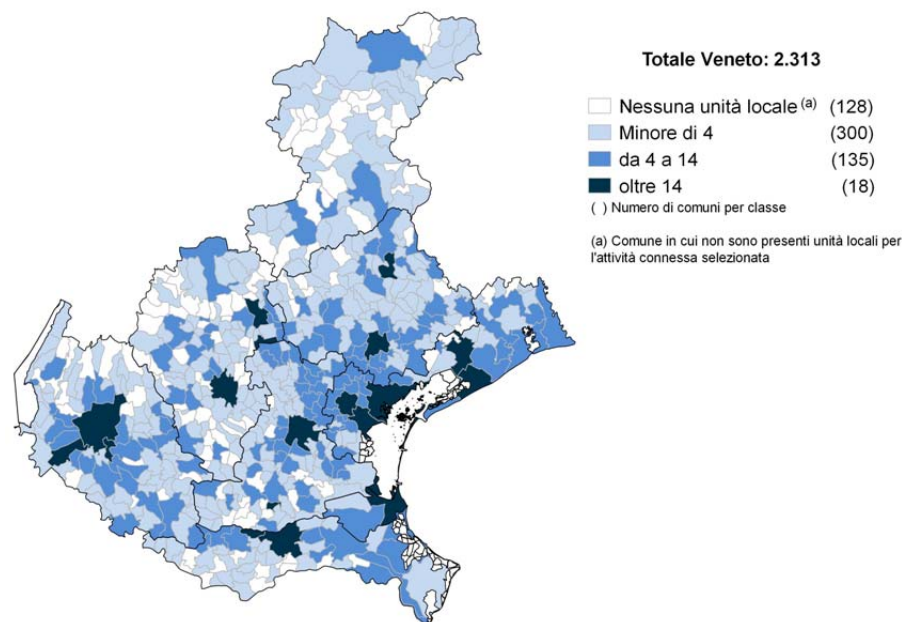 Totale Veneto: 2.313
Nessuna unità locale (a) (128)
Minore di 4 (300)
da 4 a 14 (135)
oltre 14 (18)
( ) Numero di comuni per classe
(a) Comune in cui non sono presenti unità locali per
l'attività connessa selezionata